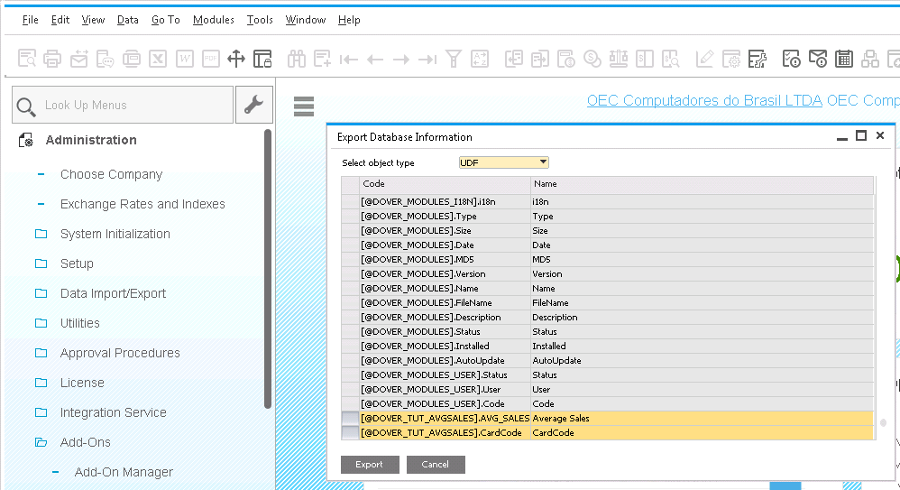 File Edit View Data Go To Modules Tools Window Help
Look Up Menus
OEC Computadores do Brasil LTDA OEC Comp
Administration
Choose Company
Exchange Rates and Indexes
System Initialization
Setup
Data Import/Export
Utilities
Approval Procedures
License
Integration Service
Add-Ons
Add-On Manager
Export Database Information
Select object type UDF
Code Name
[@DOVER_MODULES_I18N].i18n i18n
[@DOVER_MODULES].Type Type
[@DOVER_MODULES].Size Size
[@DOVER_MODULES].Date Date
[@DOVER_MODULES].MD5 MD5
[@DOVER_MODULES].Version Version
[@DOVER_MODULES].Name Name
[@DOVER_MODULES].FileName FileName
[@DOVER_MODULES].Description Description
[@DOVER_MODULES].Status Status
[@DOVER_MODULES].Installed Installed
[@DOVER_MODULES].AutoUpdate AutoUpdate
[@DOVER_MODULES_USER].Status Status
[@DOVER_MODULES_USER].User User
[@DOVER_MODULES_USER].Code Code
[@DOVER_TUT_AVGSALES].AVG_SALES Average Sales
[@DOVER_TUT_AVGSALES].CardCode CardCode
Export Cancel